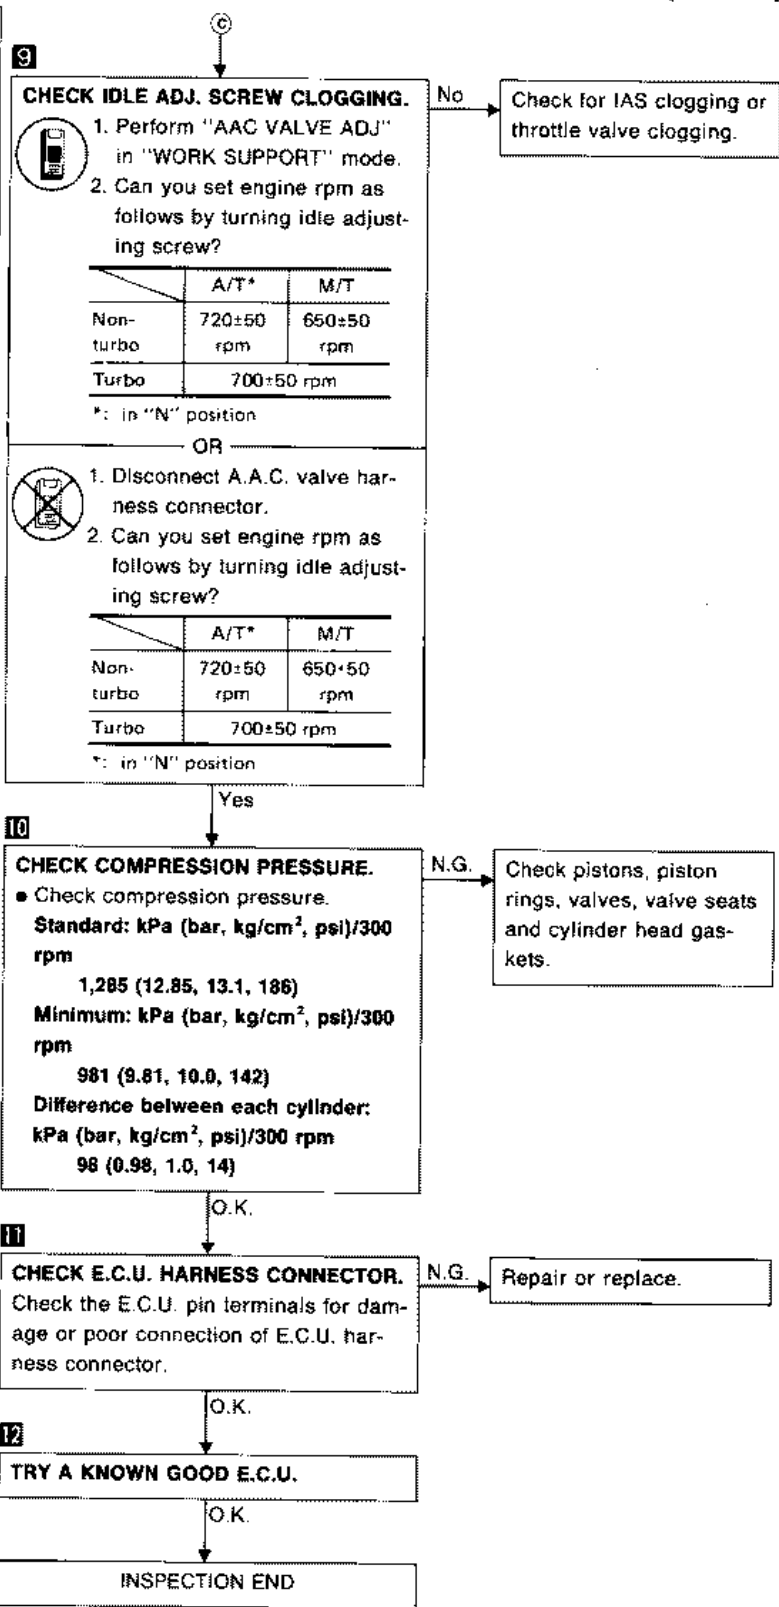 ©
9
CHECK IDLE ADJ. SCREW CLOGGING.
1. Perform "AAC VALVE ADJ"
in "WORK SUPPORT" mode.
2. Can you set engine rpm as
follows by turning idle adjust-
ing screw?
A/T* M/T
Non-
turbo
720±50
rpm
650±50
rpm
Turbo 700±50 rpm
*: in "N" position
No
Check for IAS clogging or
throttle valve clogging.
OR
1. Disconnect A.A.C. valve har-
ness connector.
2. Can you set engine rpm as
follows by turning idle adjust-
ing screw?
A/T* M/T
Non-
turbo
720±50
rpm
650±50
rpm
Turbo 700±50 rpm
*: in "N" position
Yes
10
CHECK COMPRESSION PRESSURE.
● Check compression pressure.
Standard: kPa (bar, kg/cm², psi)/300
rpm
1,285 (12.85, 13.1, 186)
Minimum: kPa (bar, kg/cm², psi)/300
rpm
981 (9.81, 10.0, 142)
Difference between each cylinder:
kPa (bar, kg/cm², psi)/300 rpm
98 (0.98, 1.0, 14)
N.G.
Check pistons, piston
rings, valves, valve seats
and cylinder head gas-
kets.
O.K.
11
CHECK E.C.U. HARNESS CONNECTOR.
Check the E.C.U. pin terminals for dam-
age or poor connection of E.C.U. har-
ness connector.
N.G.
Repair or replace.
O.K.
12
TRY A KNOWN GOOD E.C.U.
O.K.
INSPECTION END